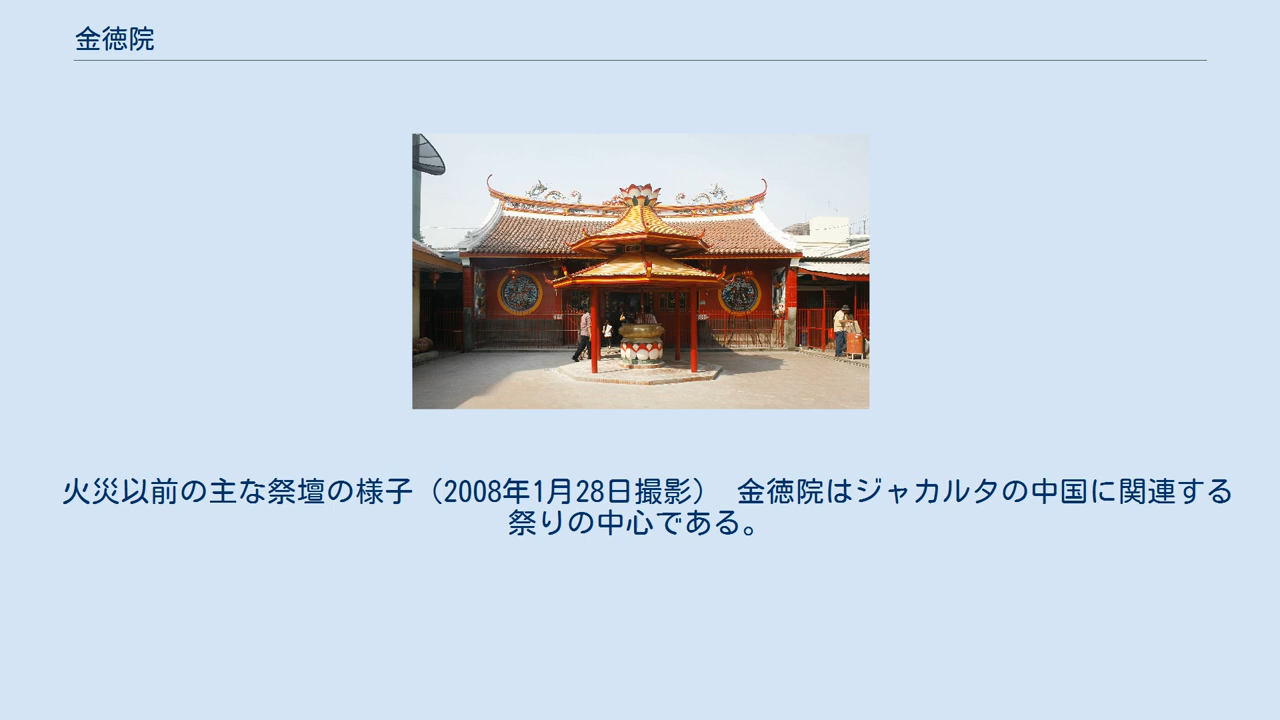 金徳院
火災以前の主な祭壇の様子（2008年1月28日撮影） 金徳院はジャカルタの中国に関連する
祭りの中心である。